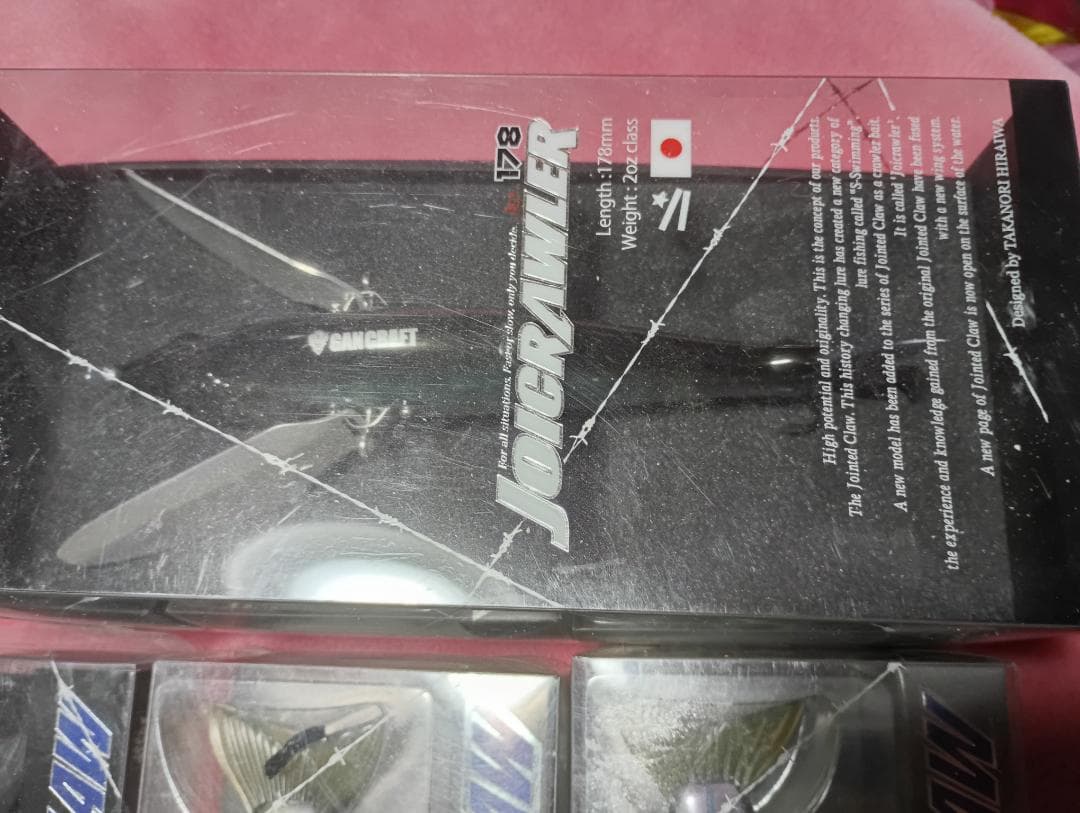 178
For all situations. Fast or slow, only you decide.
JOICRAWLER
Length:178mm
Weight:2oz class
GANCRAFT
High potential and originality. This is the concept of our products.
The Jointed Claw. This history changing lure has created a new category of
lure fishing called "S-Swimming"
A new model has been added to the series of Jointed Claw as a crawler bait.
It is called 'Joicrawler'.
the experience and knowledge gained from the original Jointed Claw have been fused
with a new wing system.
A new page of Jointed Claw is now open on the surface of the water.
Designed by TAKANORI HIRAIWA